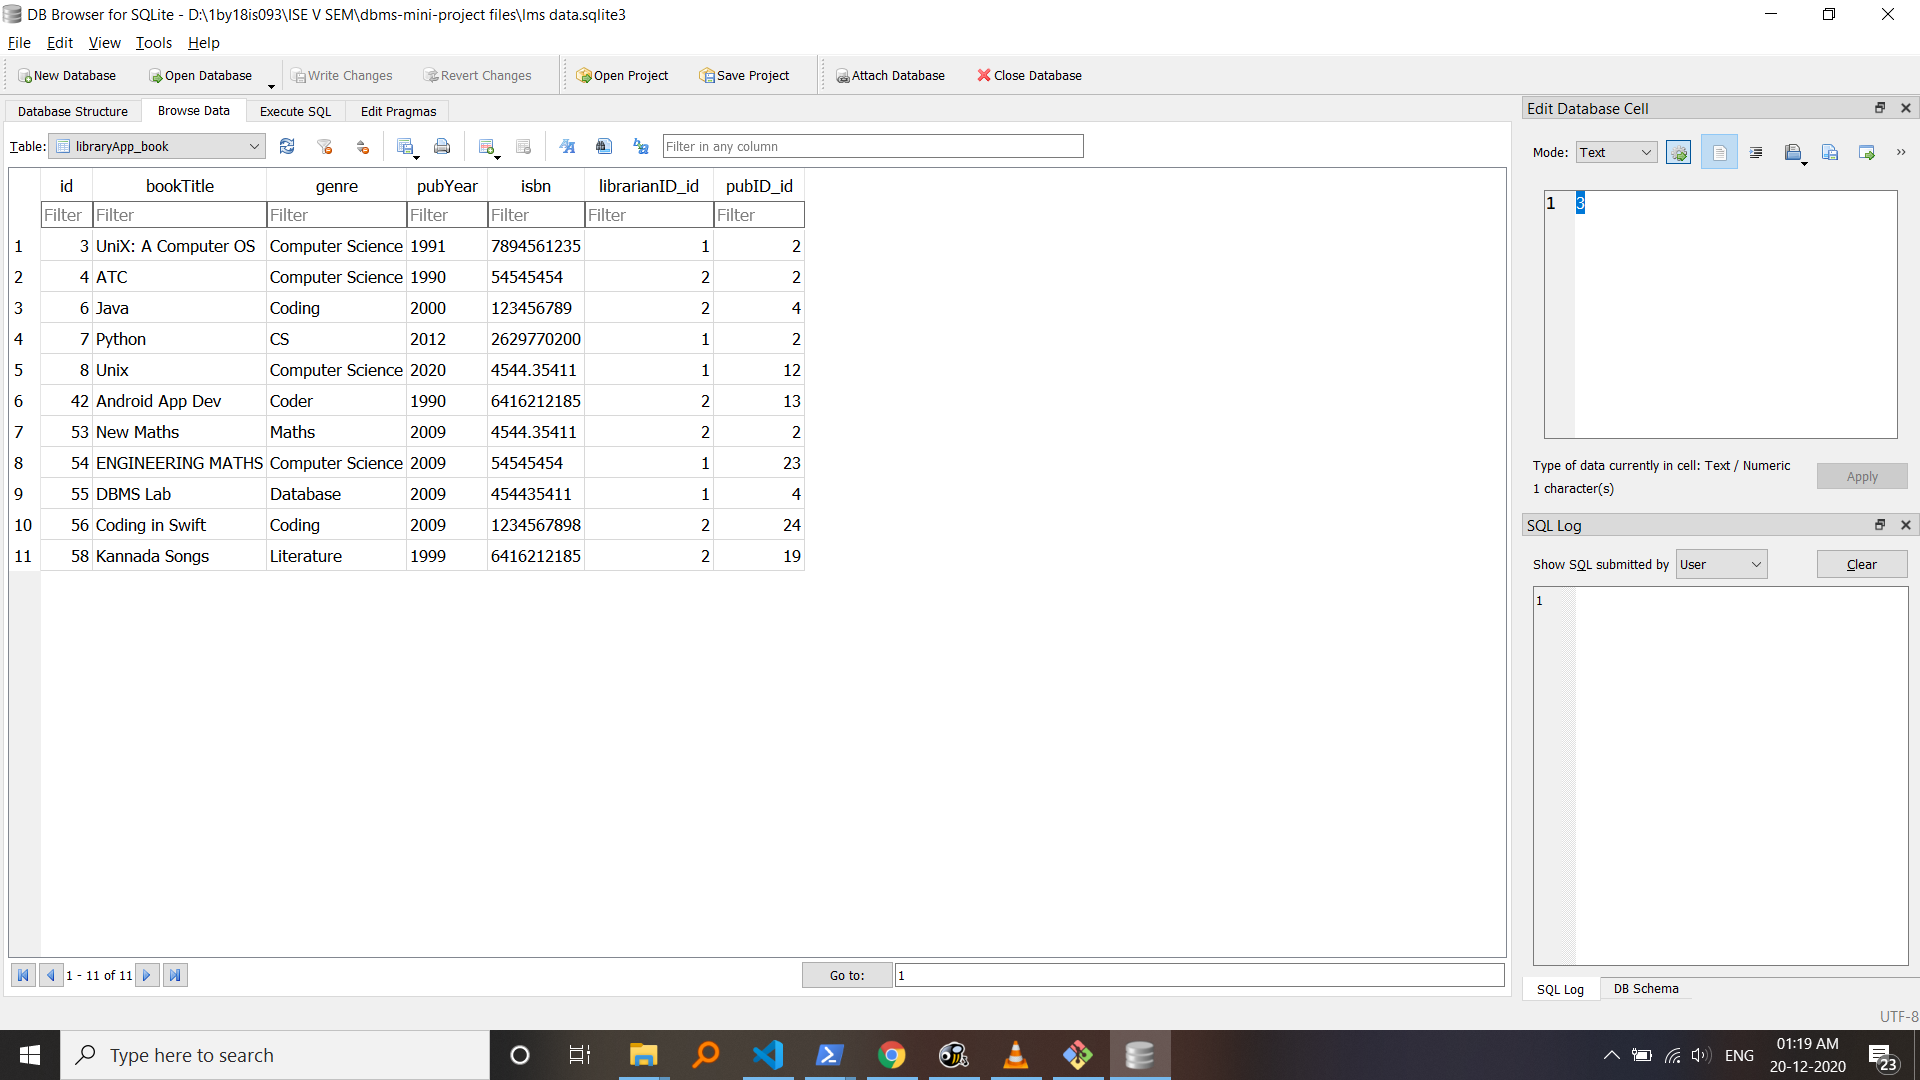 DB Browser for SQLite - D:\1by18is093\ISE V SEM\dbms-mini-project files\lms data.sqlite3
File Edit View Tools Help
New Database Open Database Write Changes Revert Changes Open Project Save Project Attach Database Close Database
Database Structure Browse Data Execute SQL Edit Pragmas
Table: libraryApp_book Filter in any column
id bookTitle genre pubYear isbn librarianID_id pubID_id
Filter Filter Filter Filter Filter Filter Filter
1 3 UniX: A Computer OS Computer Science 1991 7894561235 1 2
2 4 ATC Computer Science 1990 54545454 2 2
3 6 Java Coding 2000 123456789 2 4
4 7 Python CS 2012 2629770200 1 2
5 8 Unix Computer Science 2020 4544.35411 1 12
6 42 Android App Dev Coder 1990 6416212185 2 13
7 53 New Maths Maths 2009 4544.35411 2 2
8 54 ENGINEERING MATHS Computer Science 2009 54545454 1 23
9 55 DBMS Lab Database 2009 454435411 1 4
10 56 Coding in Swift Coding 2009 1234567898 2 24
11 58 Kannada Songs Literature 1999 6416212185 2 19
1 - 11 of 11 Go to: 1
Edit Database Cell
Mode: Text
1 3
Type of data currently in cell: Text / Numeric
1 character(s)
Apply
SQL Log
Show SQL submitted by User Clear
1
SQL Log DB Schema
UTF-8
Type here to search
ENG
01:19 AM
20-12-2020
23